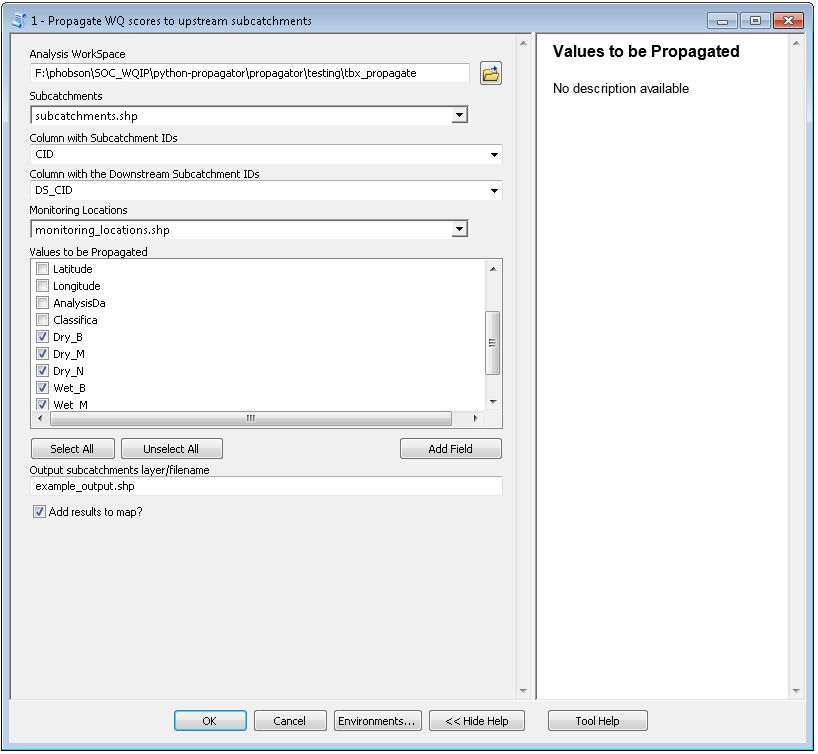 1 - Propagate WQ scores to upstream subcatchments
Analysis WorkSpace
F:\phobson\SOC_WQIP\python-propagator\propagator\testing\tbx_propagate
Subcatchments
subcatchments.shp
Column with Subcatchment IDs
CID
Column with the Downstream Subcatchment IDs
DS_CID
Monitoring Locations
monitoring_locations.shp
Values to be Propagated
Latitude
Longitude
AnalysisDa
Classifica
Dry_B
Dry_M
Dry_N
Wet_B
Wet_M
Select All
Unselect All
Add Field
Output subcatchments layer/filename
example_output.shp
Add results to map?
OK
Cancel
Environments...
<< Hide Help
Values to be Propagated
No description available
Tool Help